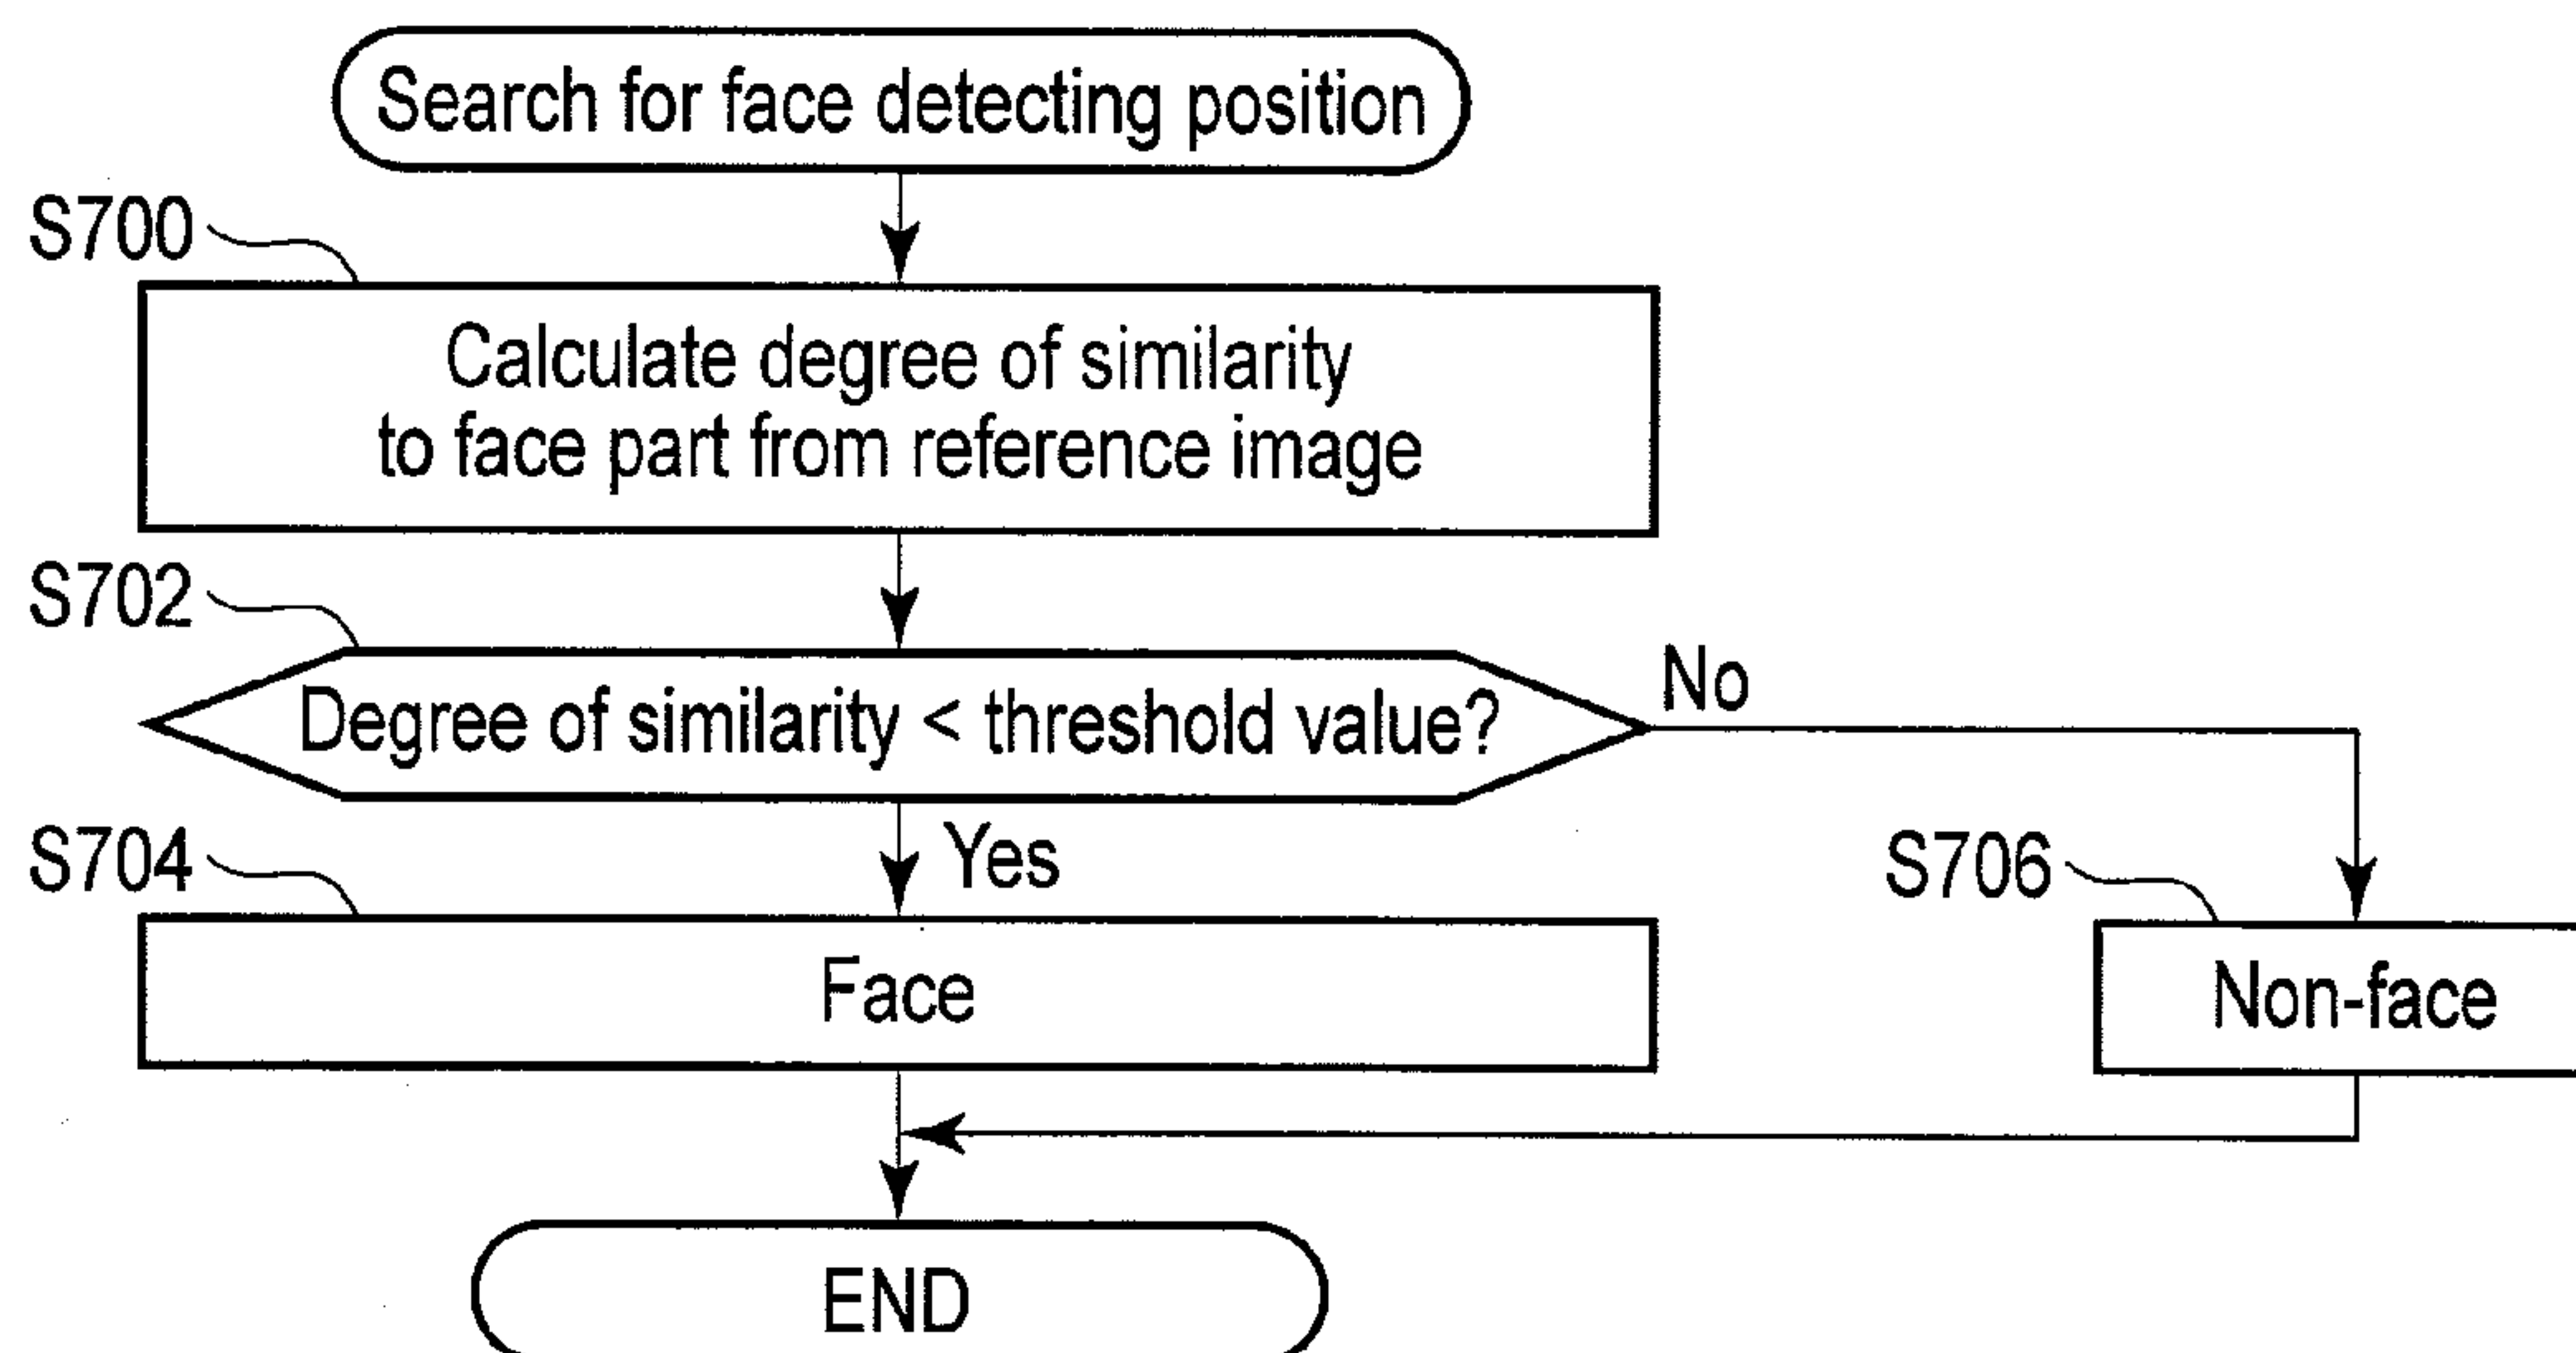 Search for face detecting position
S700
Calculate degree of similarity
to face part from reference image
S702
Degree of similarity < threshold value?
No
Yes
S704
Face
S706
Non-face
END